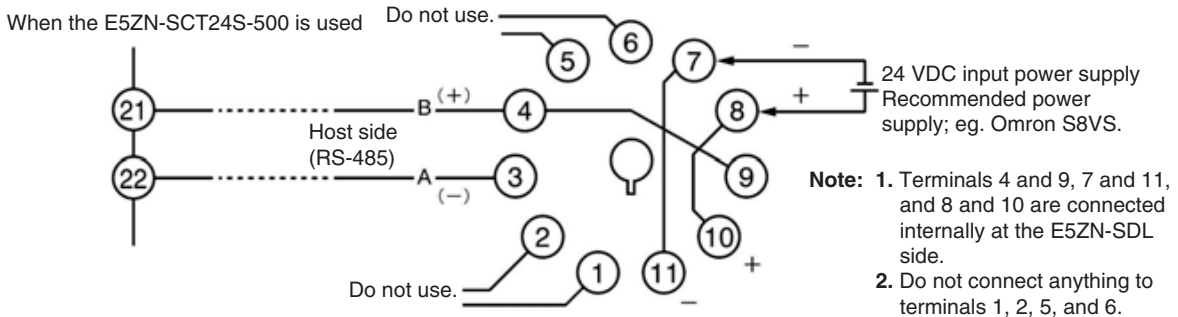 When the E5ZN-SCT24S-500 is used
Do not use.
6
5
7
−
24 VDC input power supply
Recommended power
supply; eg. Omron S8VS.
21
B (+)
4
8
+
Host side
(RS-485)
22
A (−)
3
9
Note: 1. Terminals 4 and 9, 7 and 11,
and 8 and 10 are connected
internally at the E5ZN-SDL
side.
2. Do not connect anything to
terminals 1, 2, 5, and 6.
2
10
+
1
11
−
Do not use.